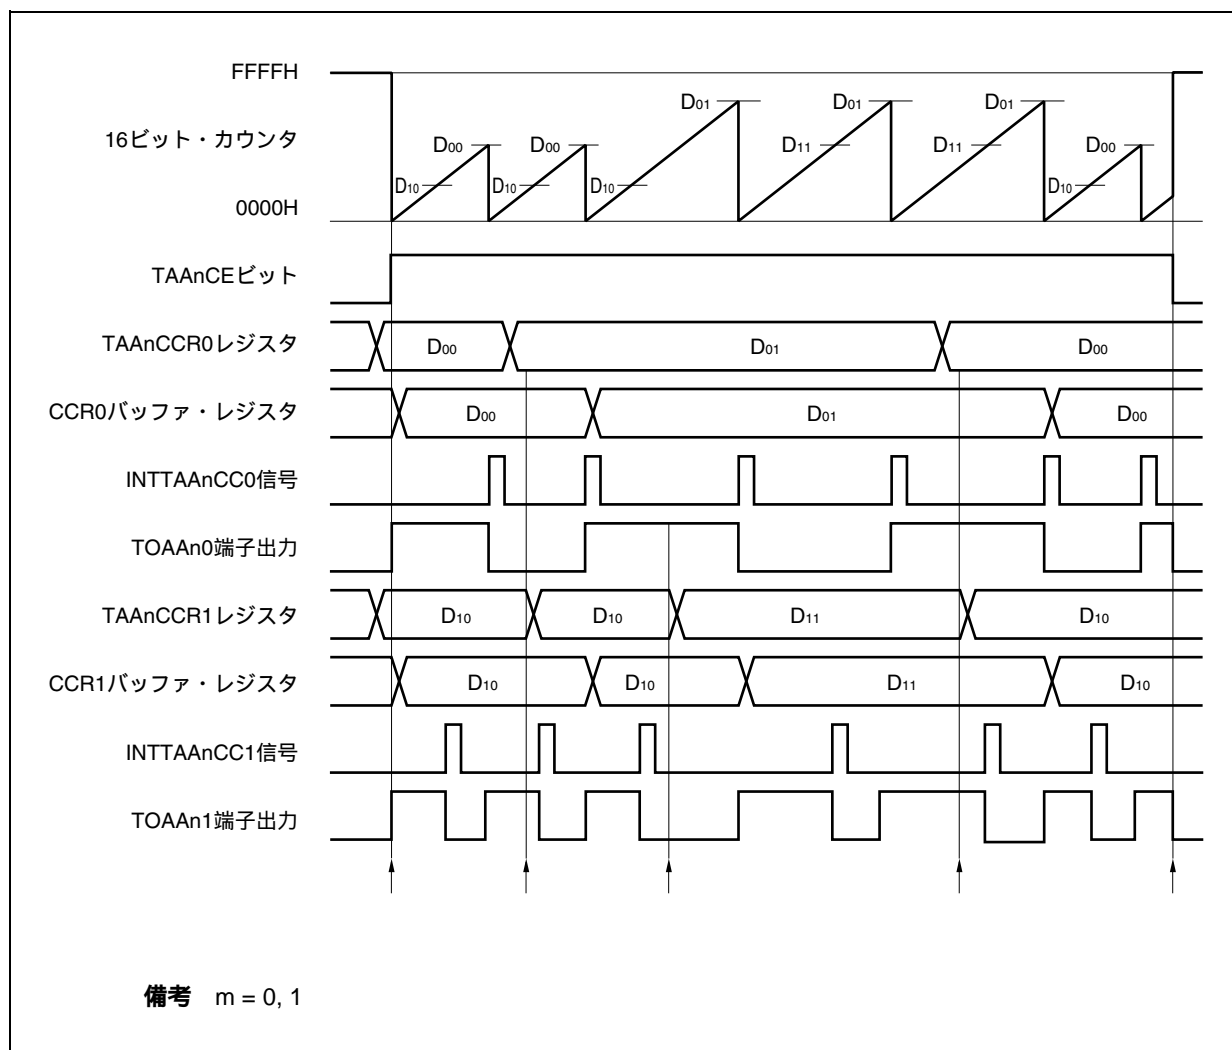 FFFFH
D01 D01 D01
16ビット・カウンタ
D00 D00 D11 D11 D00
D10 D10 D10 D10
0000H
TAAnCEビット
TAAnCCR0レジスタ D00 D01 D00
CCR0バッファ・レジスタ D00 D01 D00
INTTAAnCC0信号
TOAAn0端子出力
TAAnCCR1レジスタ D10 D10 D11 D10
CCR1バッファ・レジスタ D10 D10 D11 D10
INTTAAnCC1信号
TOAAn1端子出力
備考 m = 0, 1